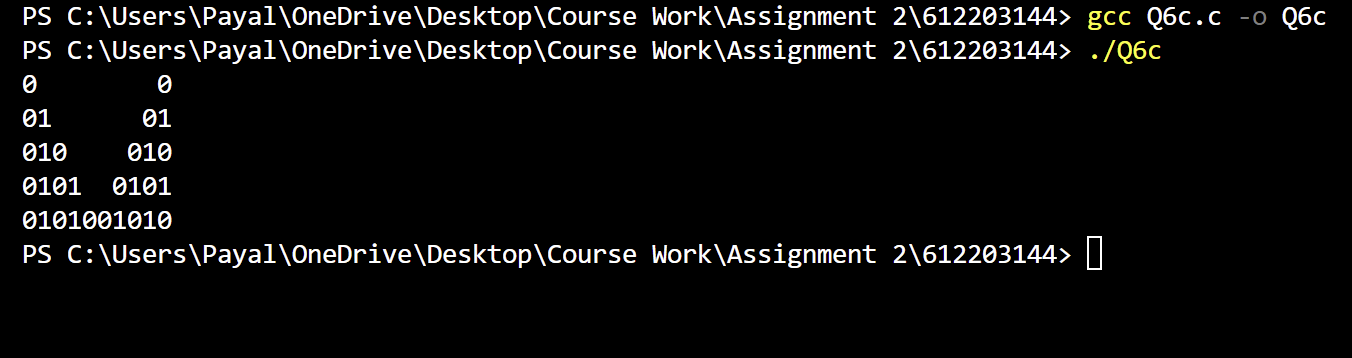 PS C:\Users\Payal\OneDrive\Desktop\Course Work\Assignment 2\612203144> gcc Q6c.c -o Q6c
PS C:\Users\Payal\OneDrive\Desktop\Course Work\Assignment 2\612203144> ./Q6c
0        0
01      01
010    010
0101  0101
0101001010
PS C:\Users\Payal\OneDrive\Desktop\Course Work\Assignment 2\612203144>